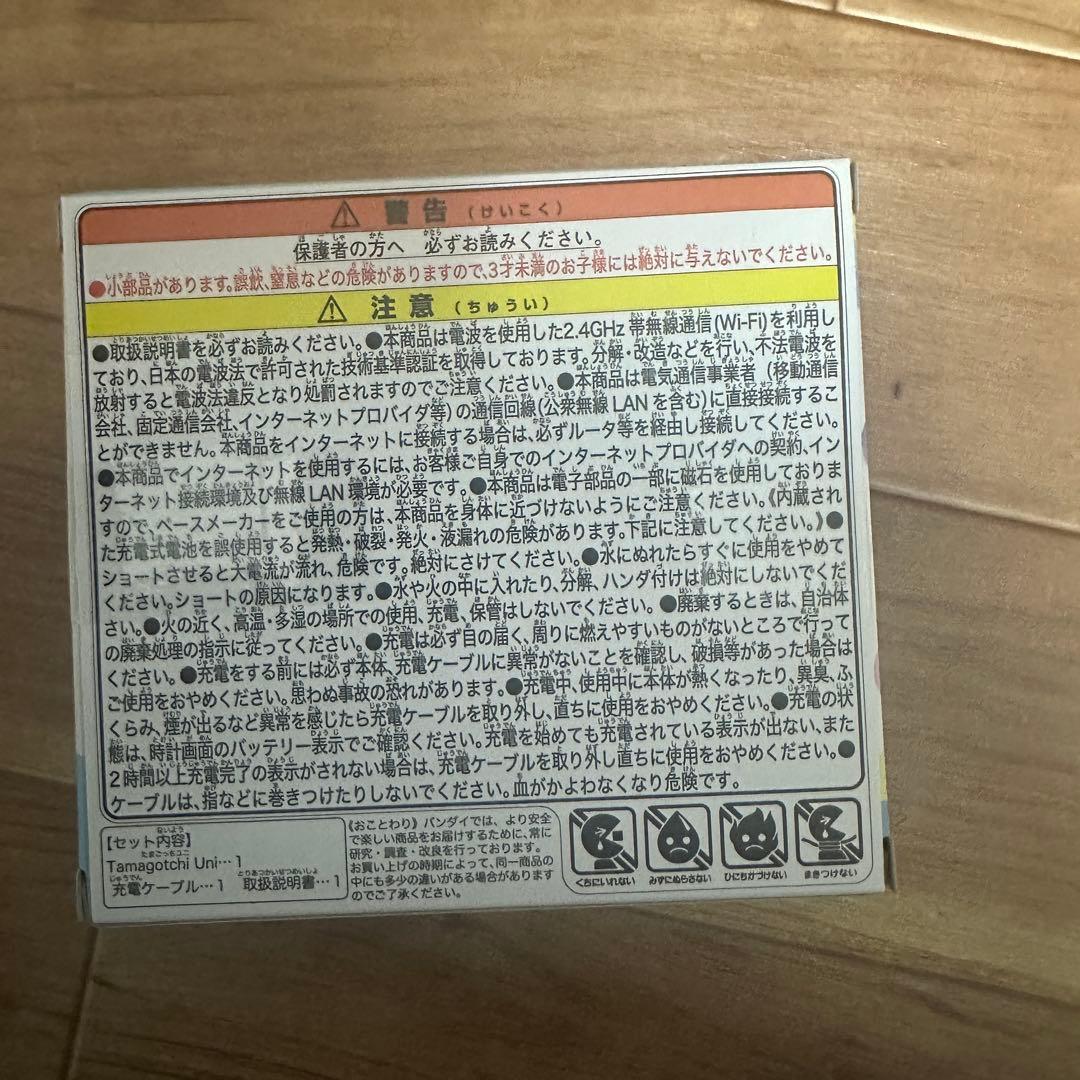 ⚠ 警告 (けいこく)
保護者の方へ 必ずお読みください。
●小部品があります。誤飲、窒息などの危険がありますので、3才未満のお子様には絶対に与えないでください。
⚠ 注意 (ちゅうい)
●取扱説明書を必ずお読みください。●本商品は電波を使用した2.4GHz 帯無線通信(Wi-Fi)を利用し
ており、日本の電波法で許可された技術基準認証を取得しております。分解・改造などを行い、不法電波を
放射すると電波法違反となり処罰されますのでご注意ください。●本商品は電気通信事業者 (移動通信
会社、固定通信会社、インターネットプロバイダ等)の通信回線(公衆無線LANを含む)に直接接続するこ
とができません。本商品をインターネットに接続する場合は、必ずルータ等を経由し接続してください。
●本商品でインターネットを使用するには、お客様ご自身でのインターネットプロバイダへの契約、イン
ターネット接続環境及び無線LAN環境が必要です。●本商品は電子部品の一部に磁石を使用しておりま
すので、ペースメーカーをご使用の方は、本商品を身体に近づけないようにご注意ください。《内蔵され
た充電式電池を誤使用すると発熱・破裂・発火・液漏れの危険があります。下記に注意してください。》●
ショートさせると大電流が流れ、危険です。絶対にさけてください。●水にぬれたらすぐに使用をやめて
ください。ショートの原因になります。●水や火の中に入れたり、分解、ハンダ付けは絶対にしないでくだ
さい。●火の近く、高温・多湿の場所での使用、充電、保管はしないでください。●廃棄するときは、自治体
の廃棄処理の指示に従ってください。●充電は必ず目の届く、周りに燃えやすいものがないところで行って
ください。●充電をする前には必ず本体、充電ケーブルに異常がないことを確認し、破損等があった場合は
ご使用をおやめください。思わぬ事故の恐れがあります。●充電中、使用中に本体が熱くなったり、異臭、ふ
くらみ、煙が出るなど異常を感じたら充電ケーブルを取り外し、直ちに使用をおやめください。●充電の状
態は、時計画面のバッテリー表示でご確認ください。充電を始めても充電されている表示が出ない、また
2時間以上充電完了の表示がされない場合は、充電ケーブルを取り外し直ちに使用をおやめください。●
ケーブルは、指などに巻きつけたりしないでください。血がかよわなくなり危険です。
【セット内容】
Tamagotchi Uni…1
充電ケーブル…1 取扱説明書…1
《おことわり》バンダイでは、より安全
で楽しい商品をお届けするために、常に
研究・調査・改良を行っております。
お買い上げの時期によって、同一商品の
中にも多少の違いがある場合があります
のでご了承ください。
くちにいれない みずにぬらさない ひにちかづけない まきつけない